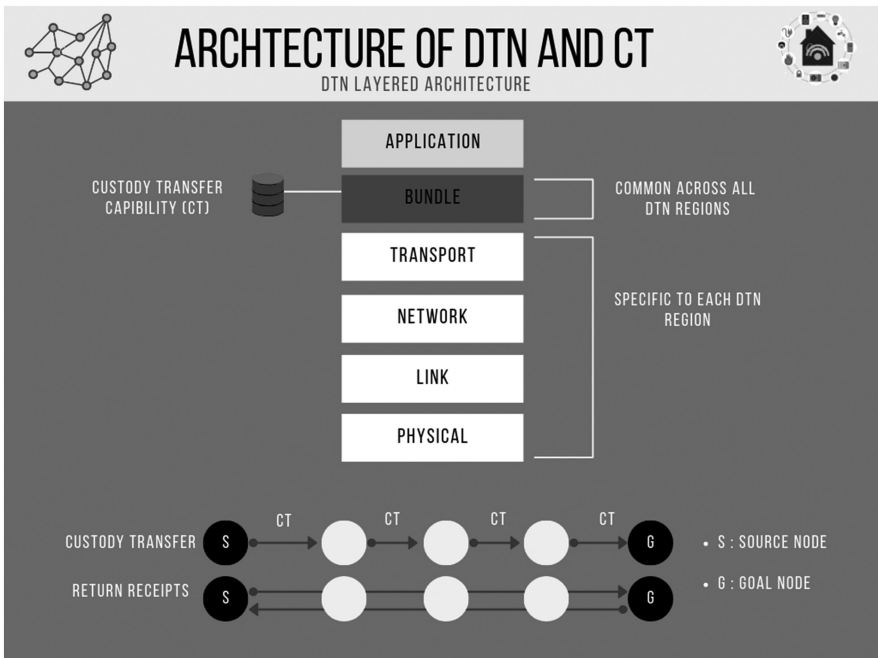 ARCHTECTURE OF DTN AND CT
DTN LAYERED ARCHITECTURE
APPLICATION
CUSTODY TRANSFER
CAPIBILITY (CT)
BUNDLE
COMMON ACROSS ALL
DTN REGIONS
TRANSPORT
SPECIFIC TO EACH DTN
REGION
NETWORK
LINK
PHYSICAL
CT CT CT CT
CUSTODY TRANSFER S G
• S : SOURCE NODE
RETURN RECEIPTS S G
• G : GOAL NODE